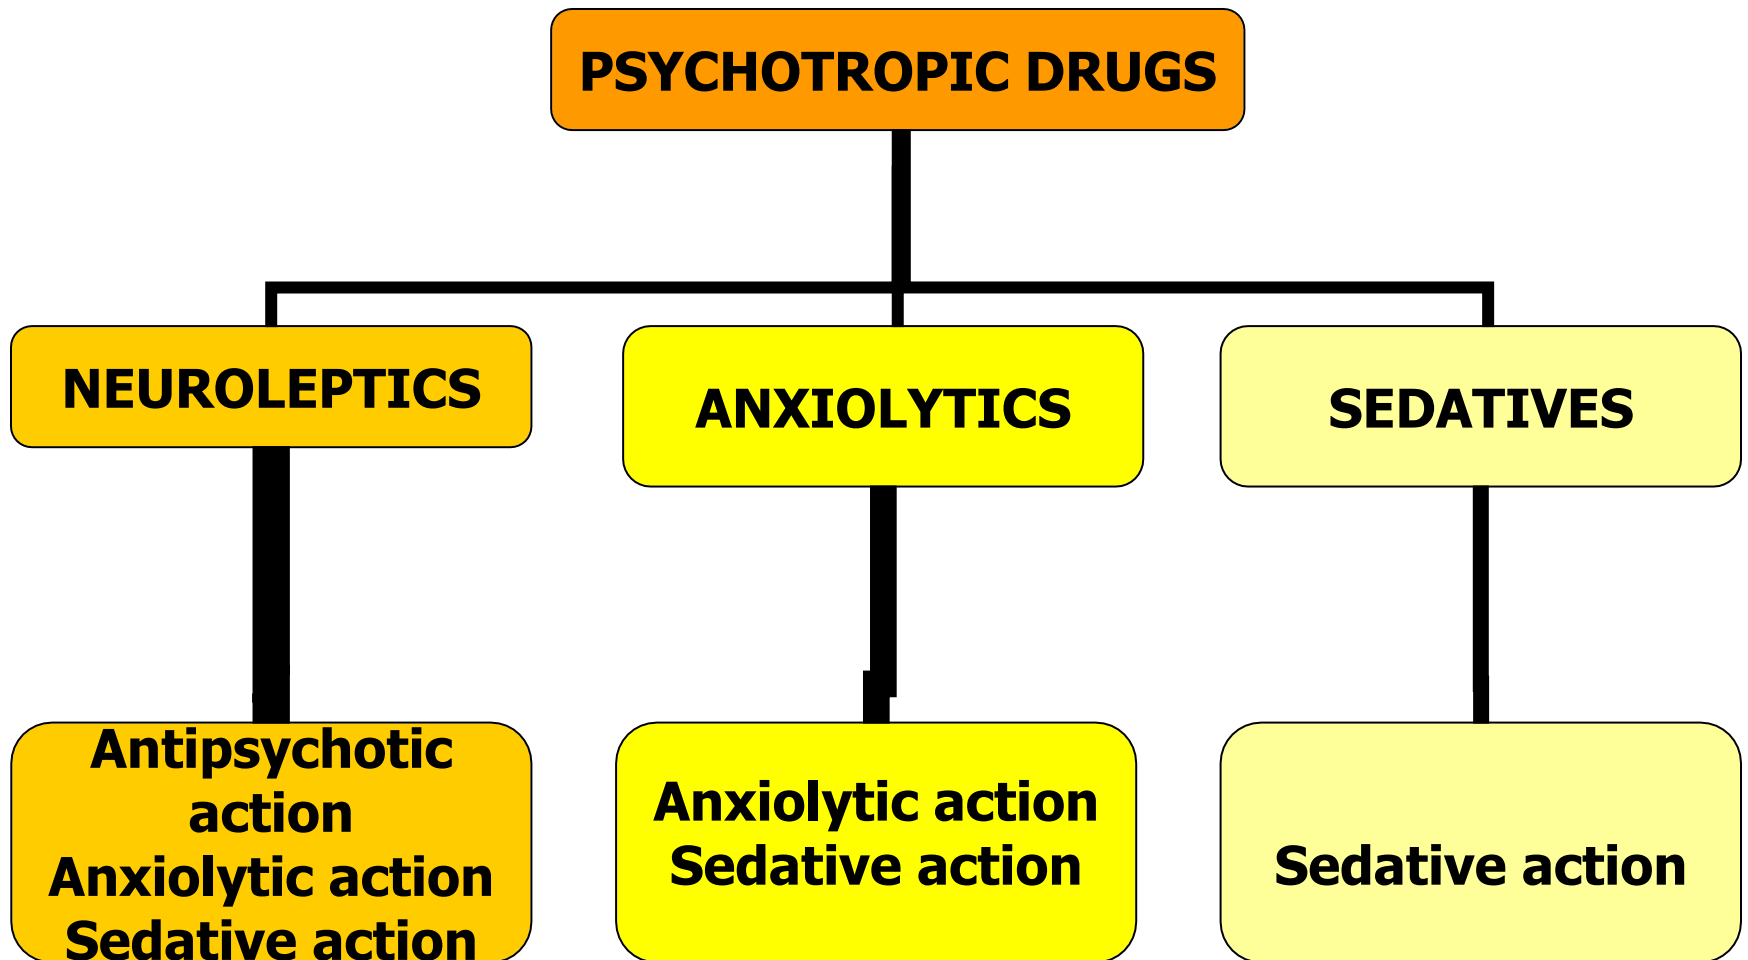 PSYCHOTROPIC DRUGS
NEUROLEPTICS
ANXIOLYTICS
SEDATIVES
Antipsychotic
action
Anxiolytic action
Sedative action
Anxiolytic action
Sedative action
Sedative action